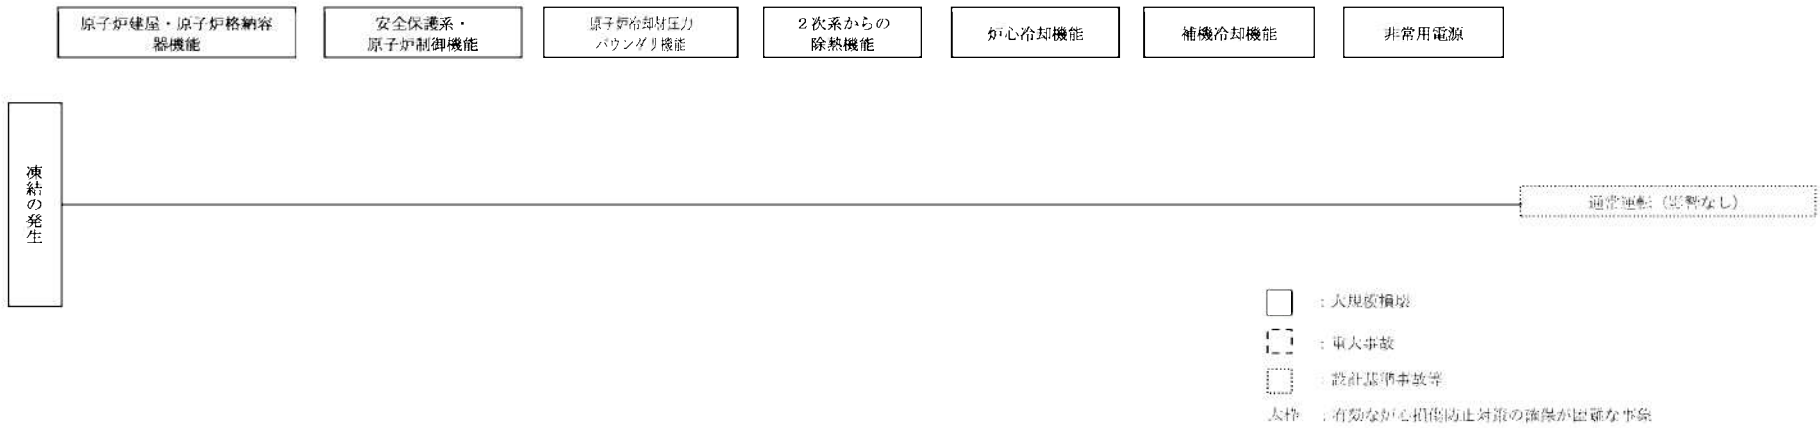 原子炉建屋・原子炉格納容
器機能
安全保護系・
原子炉制御機能
原子炉冷却材圧力
バウンダリ機能
２次系からの
除熱機能
炉心冷却機能
補機冷却機能
非常用電源
凍結の発生
通常運転（影響なし）
：大規模損壊
：重大事故
：設計基準事故等
太枠 ：有効な炉心損傷防止対策の確保が困難な事象